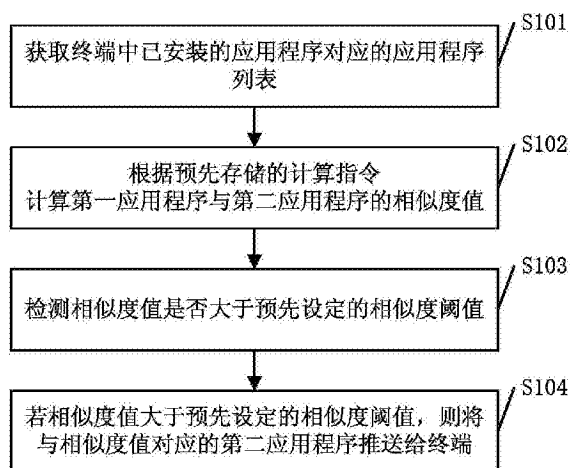 S101
获取终端中已安装的应用程序对应的应用程序
列表
S102
根据预先存储的计算指令
计算第一应用程序与第二应用程序的相似度值
S103
检测相似度值是否大于预先设定的相似度阈值
S104
若相似度值大于预先设定的相似度阈值，则将
与相似度值对应的第二应用程序推送给终端